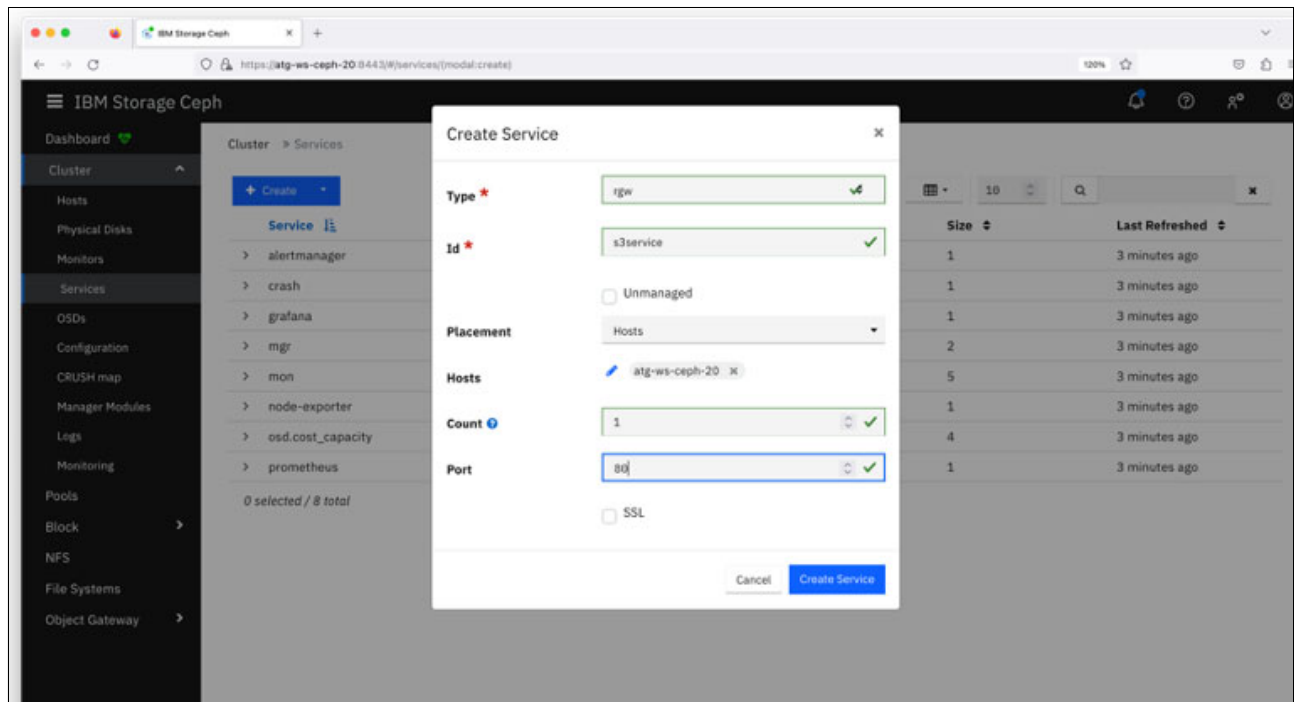 IBM Storage Ceph
https://atg-ws-ceph-20:8443/#/services/(modal:create)
120%
IBM Storage Ceph
Dashboard
Cluster
Hosts
Physical Disks
Monitors
Services
OSDs
Configuration
CRUSH map
Manager Modules
Logs
Monitoring
Pools
Block
NFS
File Systems
Object Gateway
Cluster » Services
+ Create
10
Service Size Last Refreshed
alertmanager 1 3 minutes ago
crash 1 3 minutes ago
grafana 1 3 minutes ago
mgr 2 3 minutes ago
mon 5 3 minutes ago
node-exporter 1 3 minutes ago
osd.cost_capacity 4 3 minutes ago
prometheus 1 3 minutes ago
0 selected / 8 total
Create Service ×
Type * rgw
Id * s3service
Unmanaged
Placement Hosts
Hosts atg-ws-ceph-20 ×
Count 1
Port 80
SSL
Cancel Create Service